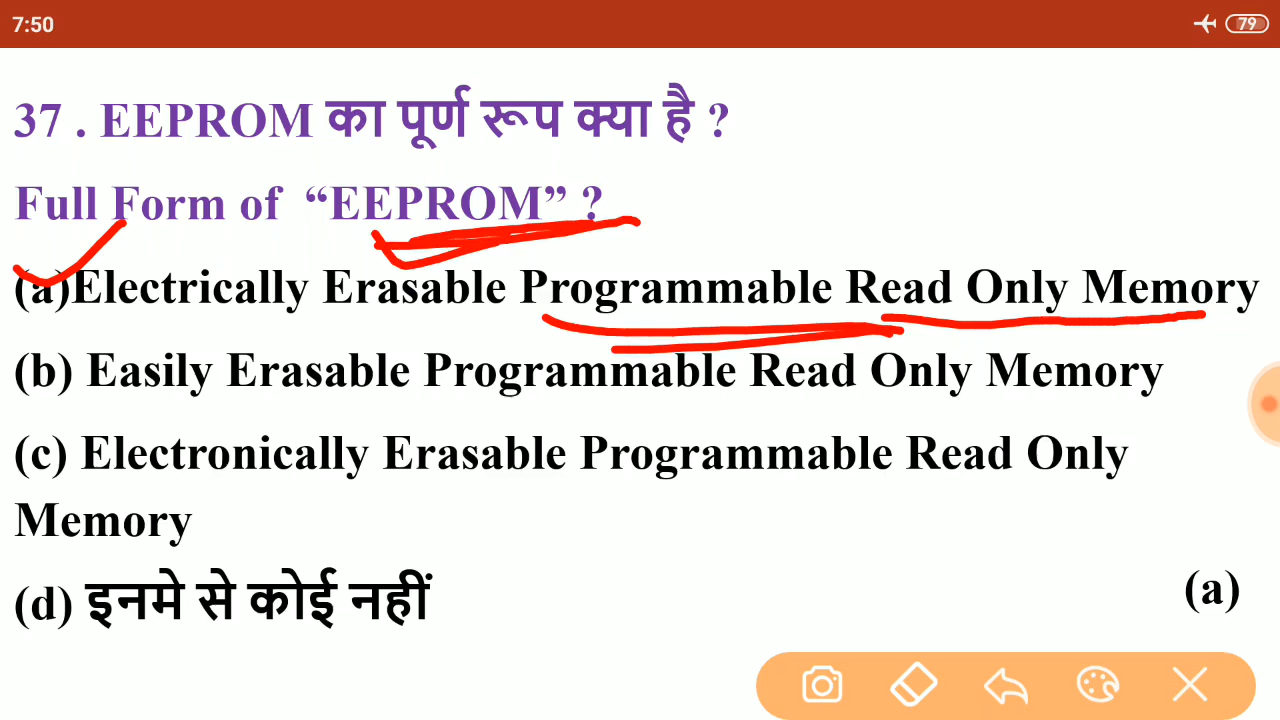 7:50
79
37 . EEPROM का पूर्ण रूप क्या है ?
Full Form of “EEPROM” ?
(a)Electrically Erasable Programmable Read Only Memory
(b) Easily Erasable Programmable Read Only Memory
(c) Electronically Erasable Programmable Read Only
Memory
(d) इनमे से कोई नहीं
(a)